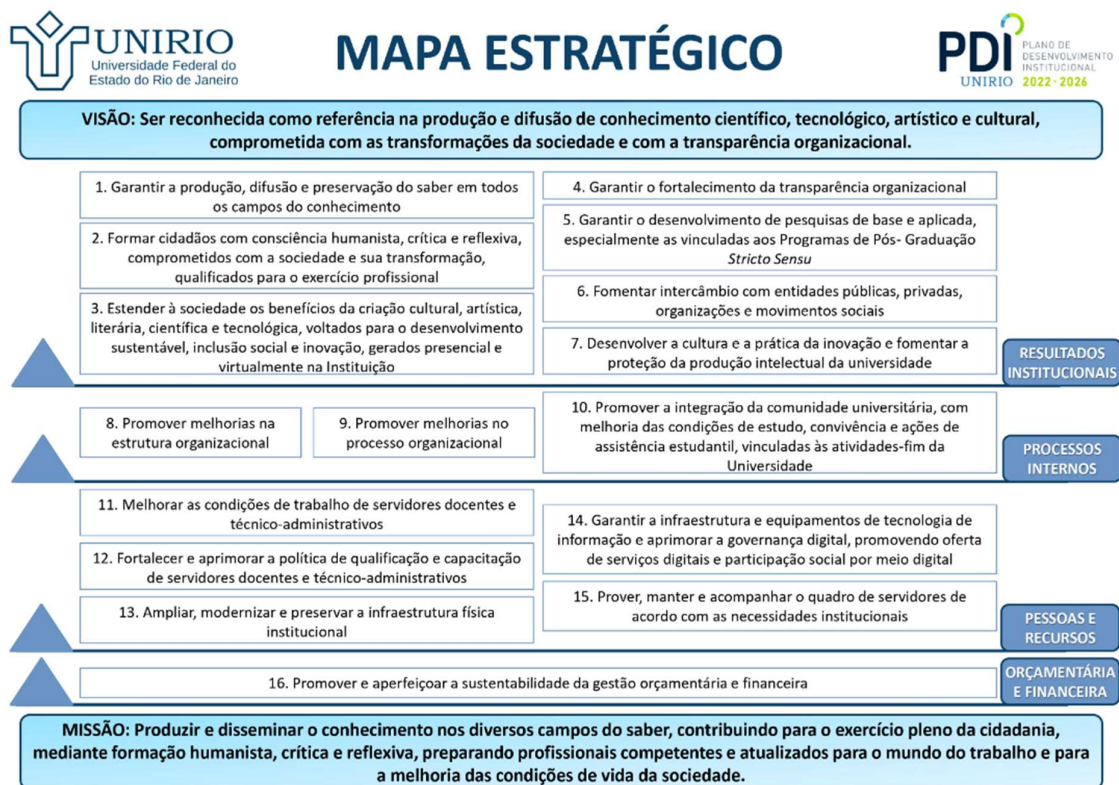 UNIRIO
Universidade Federal do
Estado do Rio de Janeiro
MAPA ESTRATÉGICO
PDI
UNIRIO
PLANO DE
DESENVOLVIMENTO
INSTITUCIONAL
2022-2026
VISÃO: Ser reconhecida como referência na produção e difusão de conhecimento científico, tecnológico, artístico e cultural,
comprometida com as transformações da sociedade e com a transparência organizacional.
1. Garantir a produção, difusão e preservação do saber em todos
os campos do conhecimento
2. Formar cidadãos com consciência humanista, crítica e reflexiva,
comprometidos com a sociedade e sua transformação,
qualificados para o exercício profissional
3. Estender à sociedade os benefícios da criação cultural, artística,
literária, científica e tecnológica, voltados para o desenvolvimento
sustentável, inclusão social e inovação, gerados presencial e
virtualmente na Instituição
4. Garantir o fortalecimento da transparência organizacional
5. Garantir o desenvolvimento de pesquisas de base e aplicada,
especialmente as vinculadas aos Programas de Pós- Graduação
Stricto Sensu
6. Fomentar intercâmbio com entidades públicas, privadas,
organizações e movimentos sociais
7. Desenvolver a cultura e a prática da inovação e fomentar a
proteção da produção intelectual da universidade
RESULTADOS
INSTITUCIONAIS
8. Promover melhorias na
estrutura organizacional
9. Promover melhorias no
processo organizacional
10. Promover a integração da comunidade universitária, com
melhoria das condições de estudo, convivência e ações de
assistência estudantil, vinculadas às atividades-fim da
Universidade
PROCESSOS
INTERNOS
11. Melhorar as condições de trabalho de servidores docentes e
técnico-administrativos
12. Fortalecer e aprimorar a política de qualificação e capacitação
de servidores docentes e técnico-administrativos
13. Ampliar, modernizar e preservar a infraestrutura física
institucional
14. Garantir a infraestrutura e equipamentos de tecnologia de
informação e aprimorar a governança digital, promovendo oferta
de serviços digitais e participação social por meio digital
15. Prover, manter e acompanhar o quadro de servidores de
acordo com as necessidades institucionais
PESSOAS E
RECURSOS
16. Promover e aperfeiçoar a sustentabilidade da gestão orçamentária e financeira
ORÇAMENTÁRIA
E FINANCEIRA
MISSÃO: Produzir e disseminar o conhecimento nos diversos campos do saber, contribuindo para o exercício pleno da cidadania,
mediante formação humanista, crítica e reflexiva, preparando profissionais competentes e atualizados para o mundo do trabalho e para
a melhoria das condições de vida da sociedade.